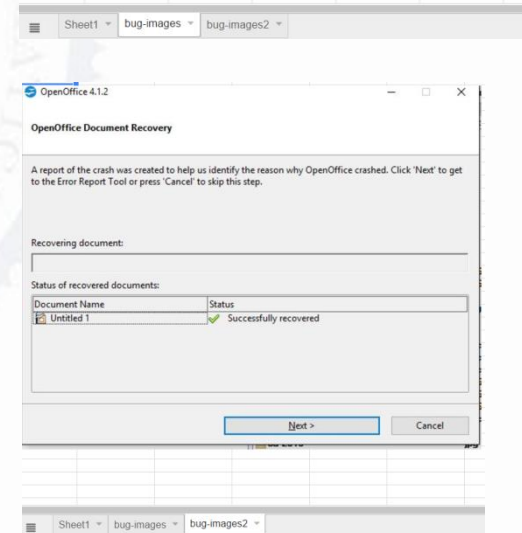 Sheet1 bug-images bug-images2
OpenOffice 4.1.2
OpenOffice Document Recovery
A report of the crash was created to help us identify the reason why OpenOffice crashed. Click 'Next' to get
to the Error Report Tool or press 'Cancel' to skip this step.
Recovering document:
Status of recovered documents:
Document Name Status
Untitled 1 Successfully recovered
Next > Cancel
Sheet1 bug-images bug-images2